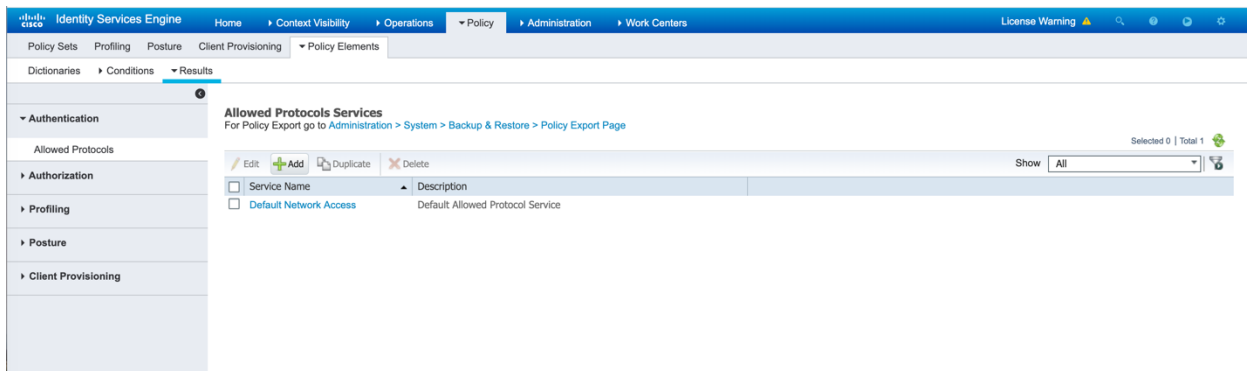 cisco Identity Services Engine Home Context Visibility Operations Policy Administration Work Centers License Warning
Policy Sets Profiling Posture Client Provisioning Policy Elements
Dictionaries Conditions Results
Authentication
Allowed Protocols
Authorization
Profiling
Posture
Client Provisioning
Allowed Protocols Services
For Policy Export go to Administration > System > Backup & Restore > Policy Export Page
Selected 0 | Total 1
Edit Add Duplicate Delete Show All
Service Name Description
Default Network Access Default Allowed Protocol Service